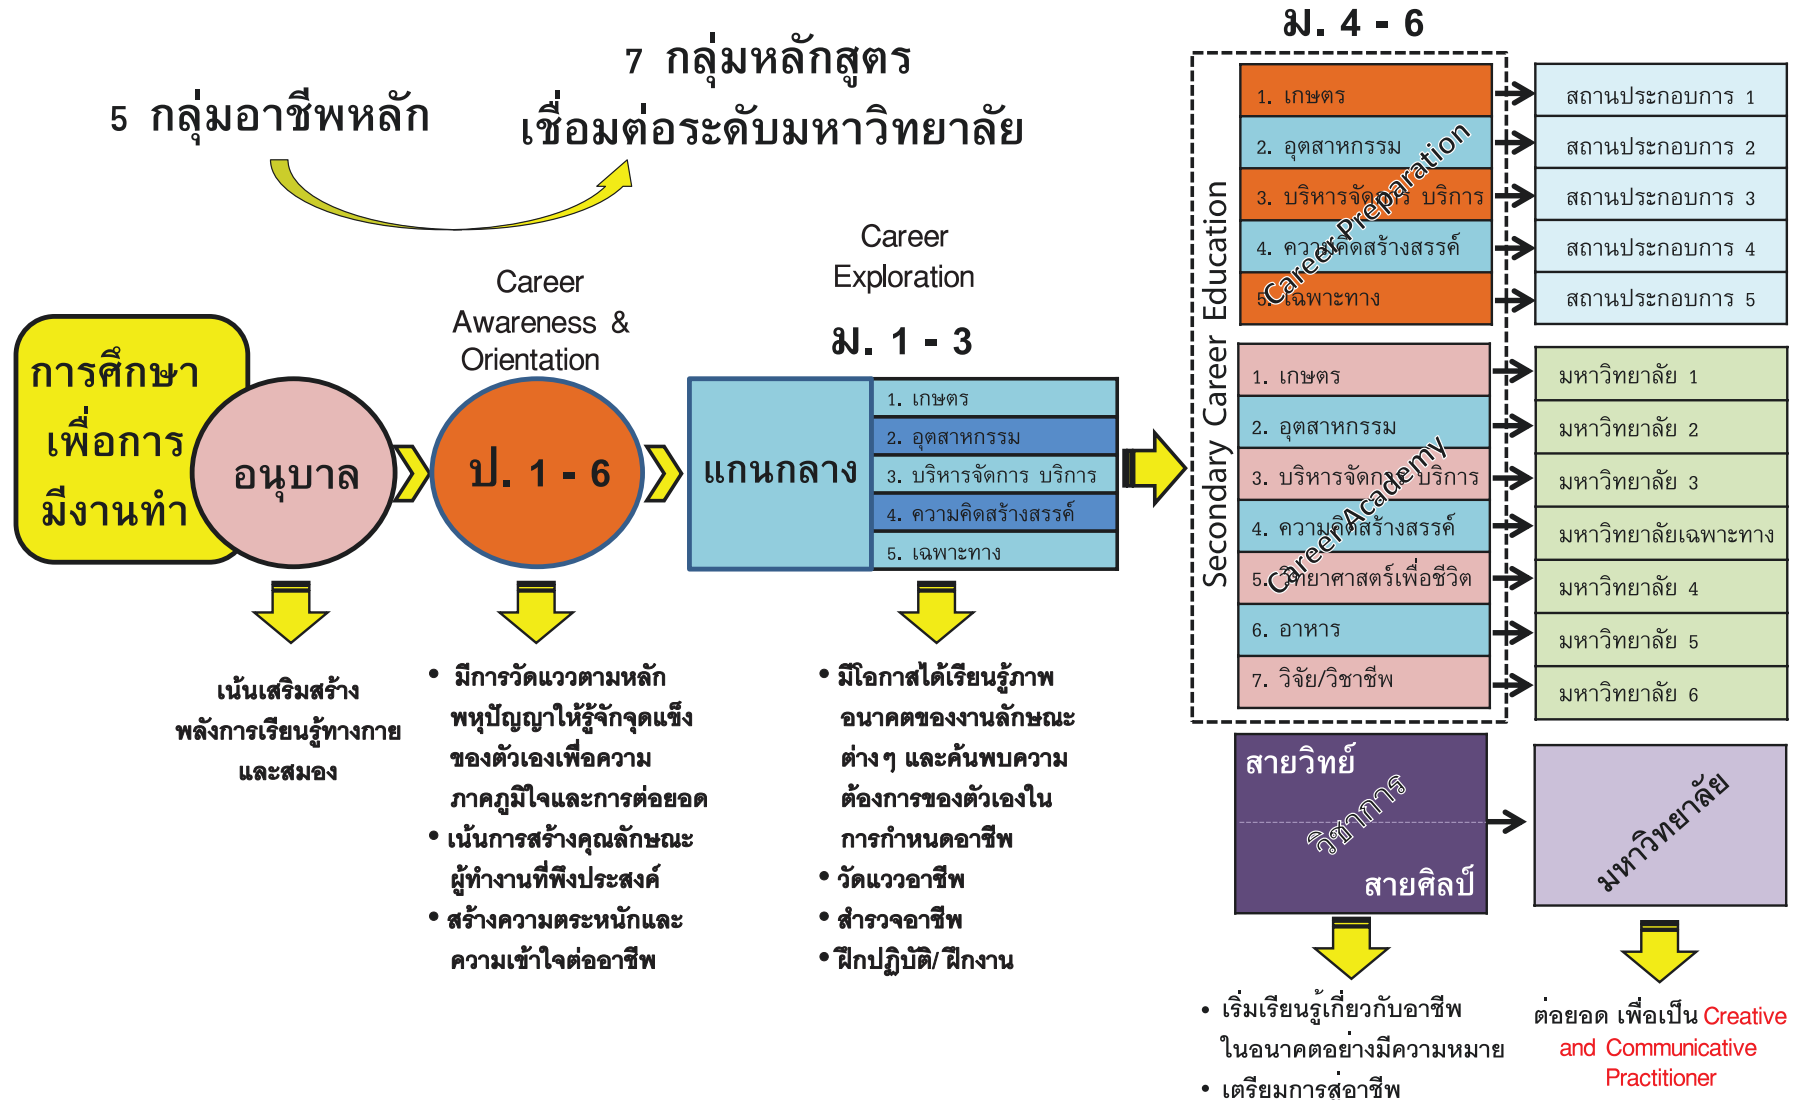 5 กลุ่มอาชีพหลัก
7 กลุ่มหลักสูตร
เชื่อมต่อระดับมหาวิทยาลัย
การศึกษา
เพื่อการ
มีงานทำ
อนุบาล
เน้นเสริมสร้าง
พลังการเรียนรู้ทางกาย
และสมอง
Career
Awareness &
Orientation
ป. 1 - 6
• มีการวัดแววตามหลัก
พหุปัญญาให้รู้จักจุดแข็ง
ของตัวเองเพื่อความ
ภาคภูมิใจและการต่อยอด
• เน้นการสร้างคุณลักษณะ
ผู้ทำงานที่พึงประสงค์
• สร้างความตระหนักและ
ความเข้าใจต่ออาชีพ
Career
Exploration
ม. 1 - 3
แกนกลาง
1. เกษตร
2. อุตสาหกรรม
3. บริหารจัดการ บริการ
4. ความคิดสร้างสรรค์
5. เฉพาะทาง
• มีโอกาสได้เรียนรู้ภาพ
อนาคตของงานลักษณะ
ต่าง ๆ และค้นพบความ
ต้องการของตัวเองใน
การกำหนดอาชีพ
• วัดแววอาชีพ
• สำรวจอาชีพ
• ฝึกปฏิบัติ/ ฝึกงาน
ม. 4 - 6
Secondary Career Education
Career Preparation
1. เกษตร
2. อุตสาหกรรม
3. บริหารจัดการ บริการ
4. ความคิดสร้างสรรค์
5. เฉพาะทาง
สถานประกอบการ 1
สถานประกอบการ 2
สถานประกอบการ 3
สถานประกอบการ 4
สถานประกอบการ 5
Career Academy
1. เกษตร
2. อุตสาหกรรม
3. บริหารจัดการ บริการ
4. ความคิดสร้างสรรค์
5. วิทยาศาสตร์เพื่อชีวิต
6. อาหาร
7. วิจัย/วิชาชีพ
มหาวิทยาลัย 1
มหาวิทยาลัย 2
มหาวิทยาลัย 3
มหาวิทยาลัยเฉพาะทาง
มหาวิทยาลัย 4
มหาวิทยาลัย 5
มหาวิทยาลัย 6
สายวิทย์
วิชาการ
สายศิลป์
มหาวิทยาลัย
• เริ่มเรียนรู้เกี่ยวกับอาชีพ
ในอนาคตอย่างมีความหมาย
• เตรียมการสู่อาชีพ
ต่อยอด เพื่อเป็น Creative
and Communicative
Practitioner